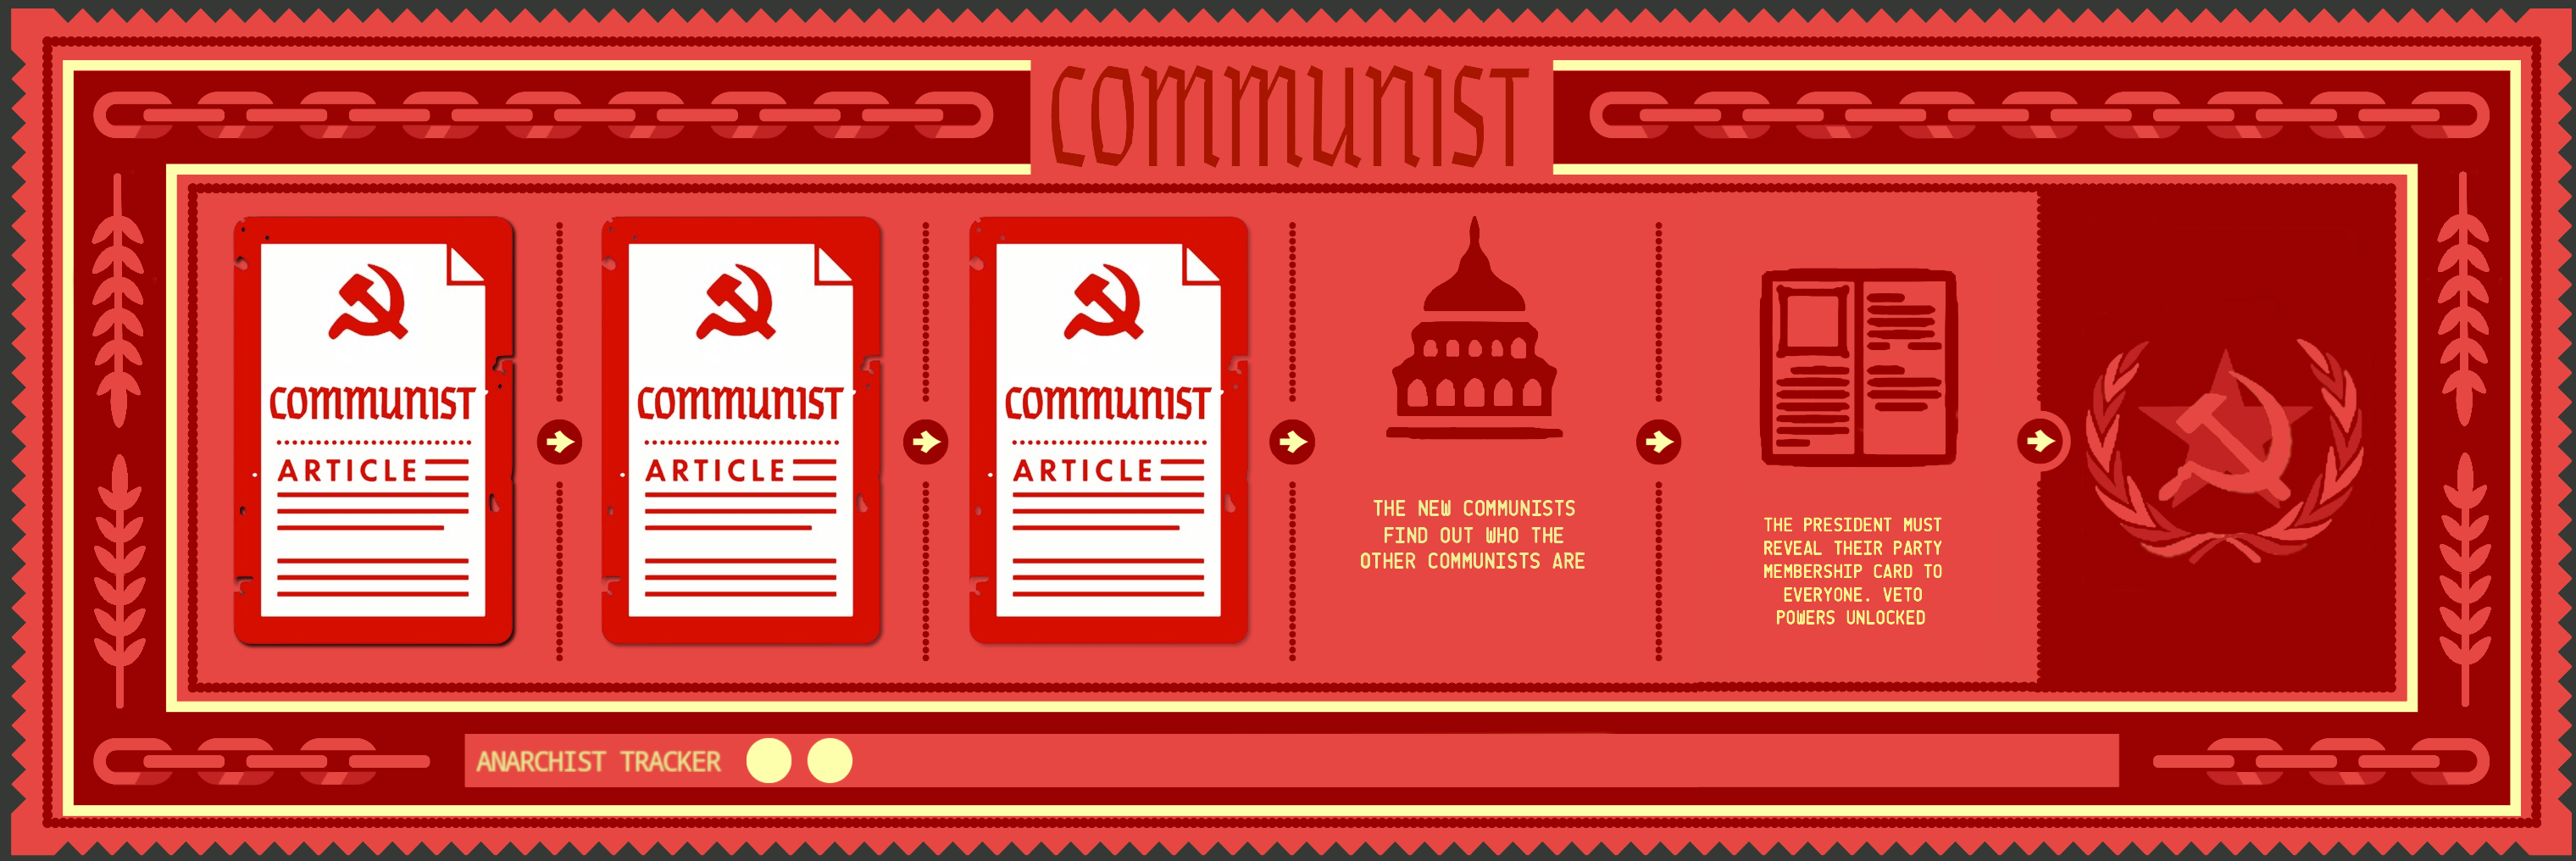 COMMUNIST
COMMUNIST
ARTICLE
COMMUNIST
ARTICLE
COMMUNIST
ARTICLE
THE NEW COMMUNISTS
FIND OUT WHO THE
OTHER COMMUNISTS ARE
THE PRESIDENT MUST
REVEAL THEIR PARTY
MEMBERSHIP CARD TO
EVERYONE. VETO
POWERS UNLOCKED
ANARCHIST TRACKER